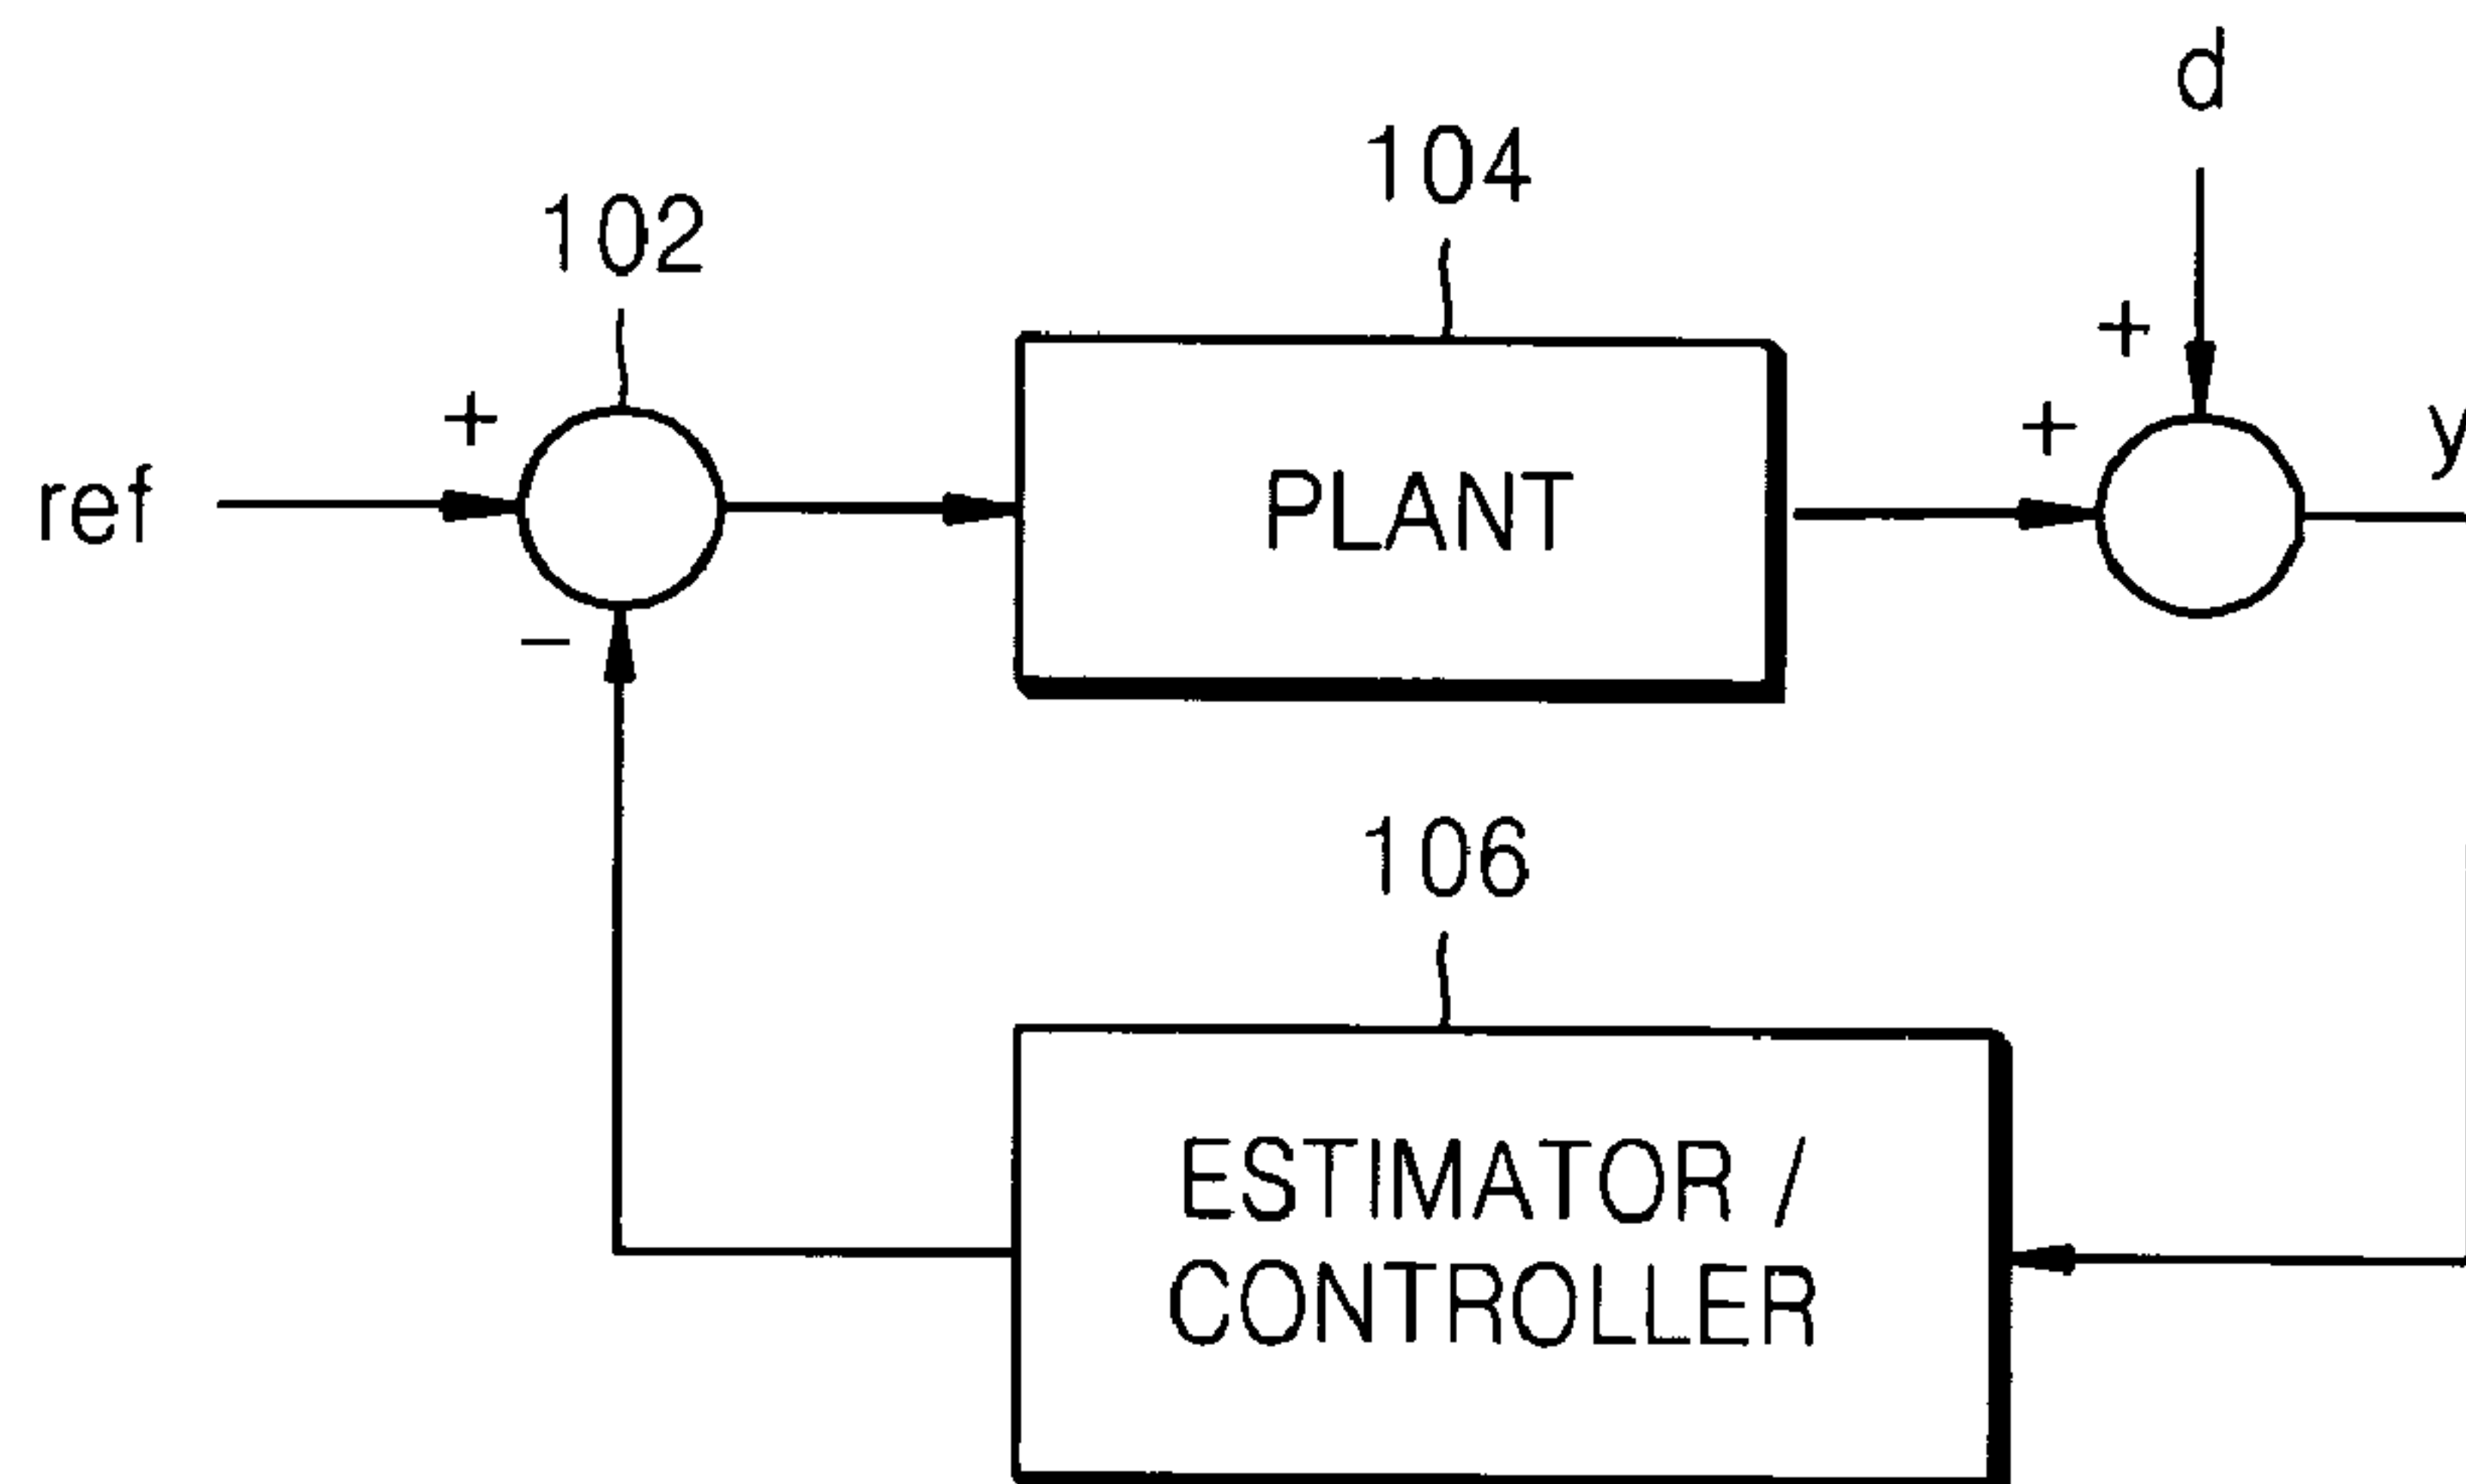 d
104
102
+
+
+
y
ref
PLANT
−
106
ESTIMATOR /
CONTROLLER